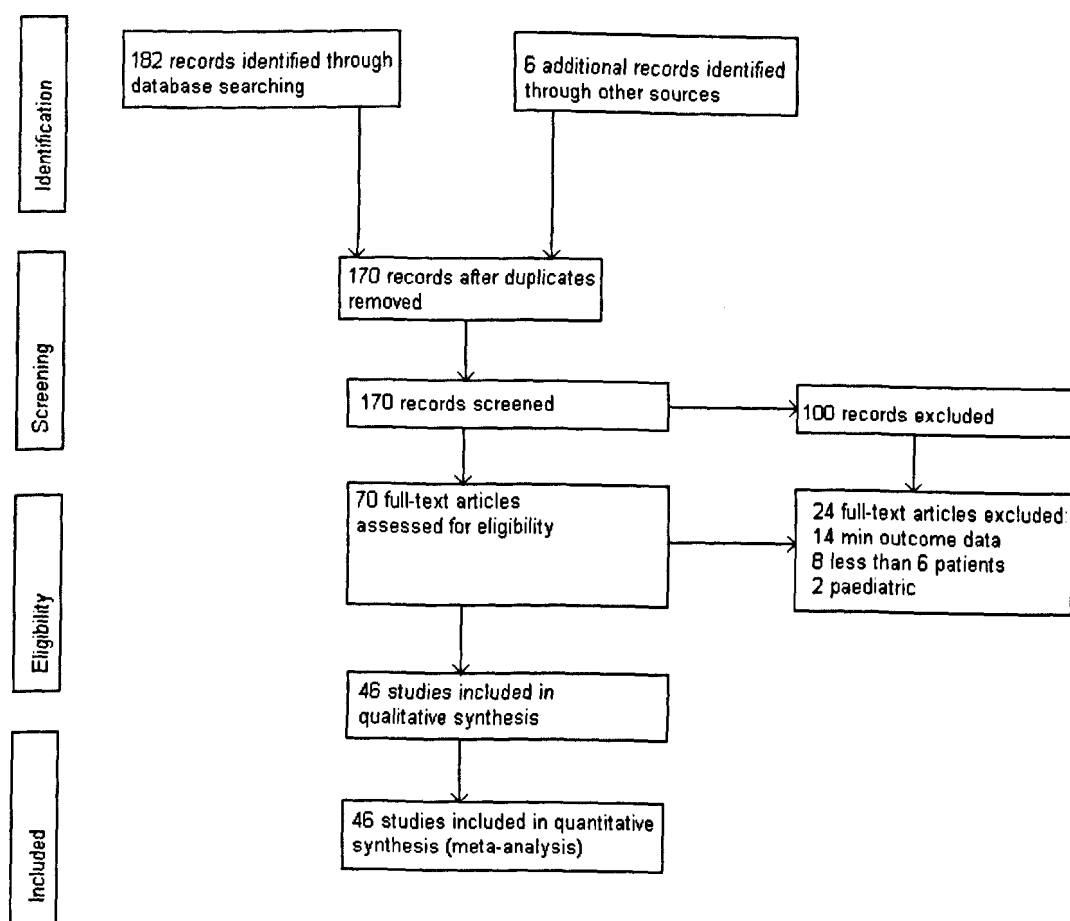 Identification
182 records identified through
database searching
6 additional records identified
through other sources
Screening
170 records after duplicates
removed
170 records screened
100 records excluded
Eligibility
70 full-text articles
assessed for eligibility
24 full-text articles excluded:
14 min outcome data
8 less than 6 patients
2 paediatric
46 studies included in
qualitative synthesis
Included
46 studies included in quantitative
synthesis (meta-analysis)